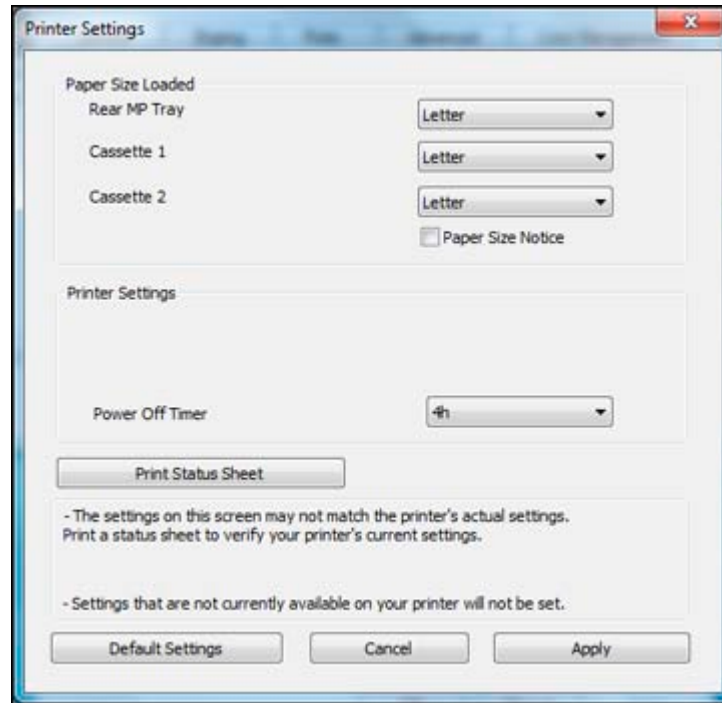 Printer Settings
Paper Size Loaded
Rear MP Tray
Letter
Cassette 1
Letter
Cassette 2
Letter
Paper Size Notice
Printer Settings
Power Off Timer
4h
Print Status Sheet
- The settings on this screen may not match the printer's actual settings.
Print a status sheet to verify your printer's current settings.
- Settings that are not currently available on your printer will not be set.
Default Settings
Cancel
Apply